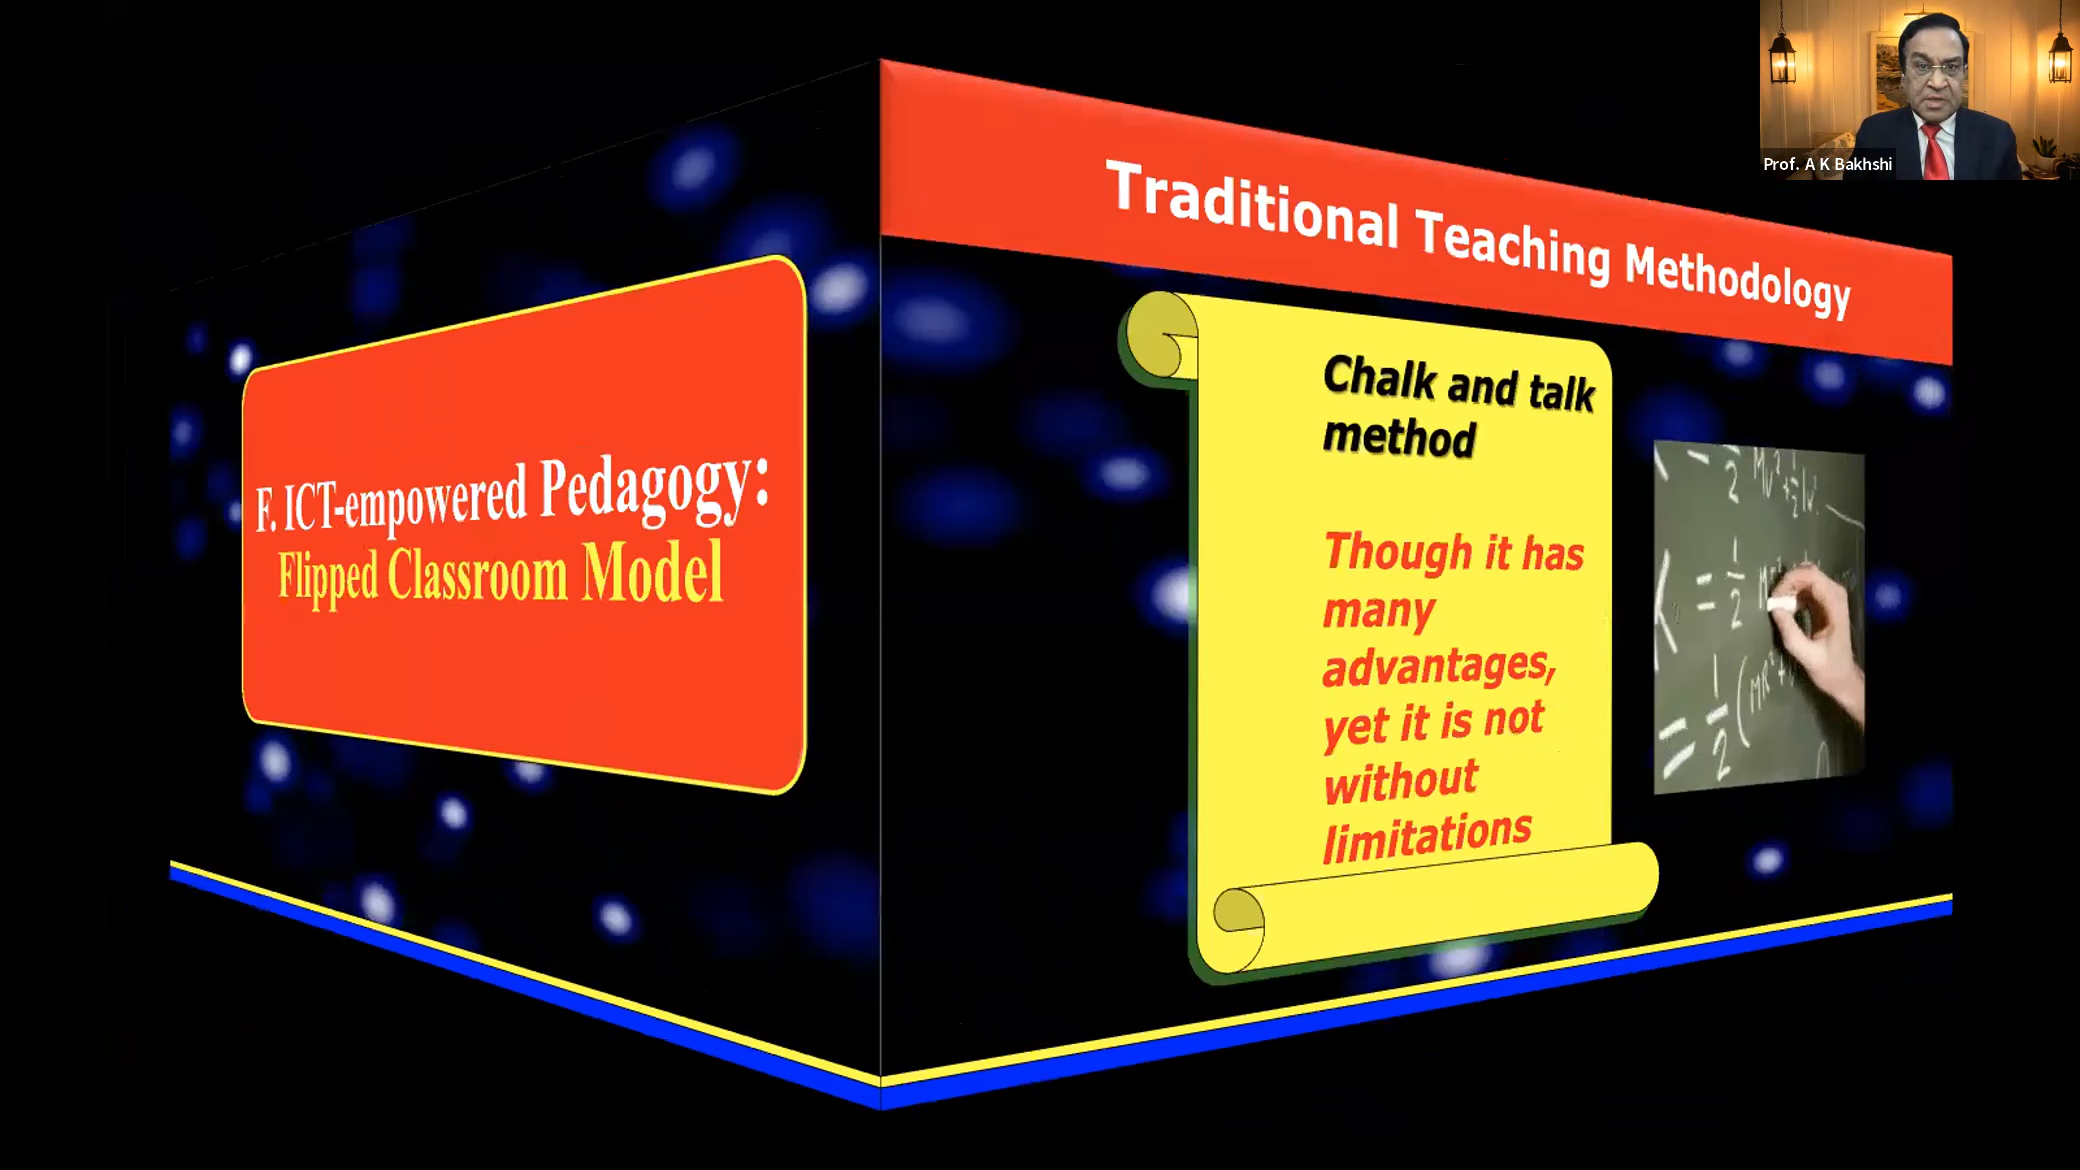 Prof. A K Bakhshi
Traditional Teaching Methodology
F. ICT-empowered Pedagogy:
Flipped Classroom Model
Chalk and talk
method
Though it has
many
advantages,
yet it is not
without
limitations